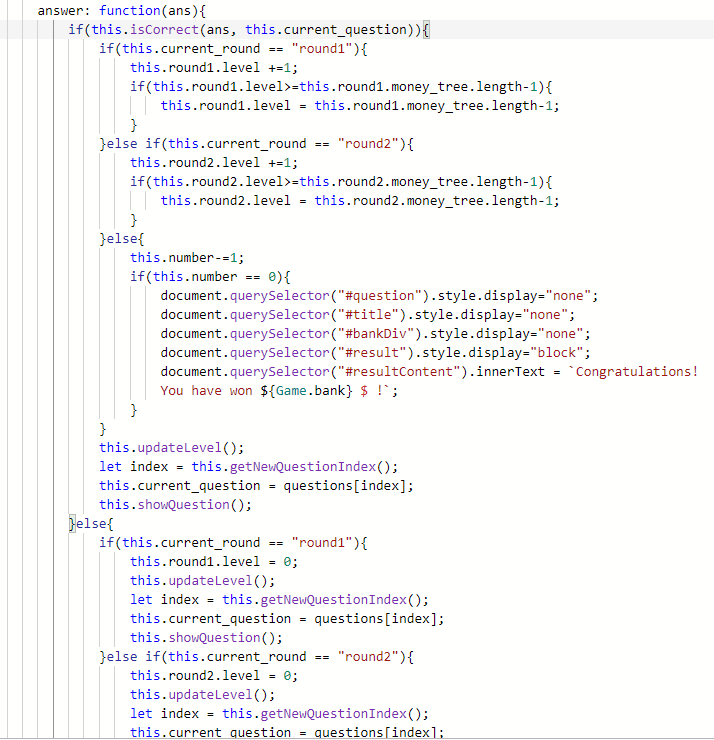 answer: function(ans){
if(this.isCorrect(ans, this.current_question)){
if(this.current_round == "round1"){
this.round1.level +=1;
if(this.round1.level>=this.round1.money_tree.length-1){
this.round1.level = this.round1.money_tree.length-1;
}
}else if(this.current_round == "round2"){
this.round2.level +=1;
if(this.round2.level>=this.round2.money_tree.length-1){
this.round2.level = this.round2.money_tree.length-1;
}
}else{
this.number-=1;
if(this.number == 0){
document.querySelector("#question").style.display="none";
document.querySelector("#title").style.display="none";
document.querySelector("#bankDiv").style.display="none";
document.querySelector("#result").style.display="block";
document.querySelector("#resultContent").innerText = `Congratulations!
You have won ${Game.bank} $ !`;
}
}
this.updateLevel();
let index = this.getNewQuestionIndex();
this.current_question = questions[index];
this.showQuestion();
}else{
if(this.current_round == "round1"){
this.round1.level = 0;
this.updateLevel();
let index = this.getNewQuestionIndex();
this.current_question = questions[index];
this.showQuestion();
}else if(this.current_round == "round2"){
this.round2.level = 0;
this.updateLevel();
let index = this.getNewQuestionIndex();
this.current_question = questions[index];